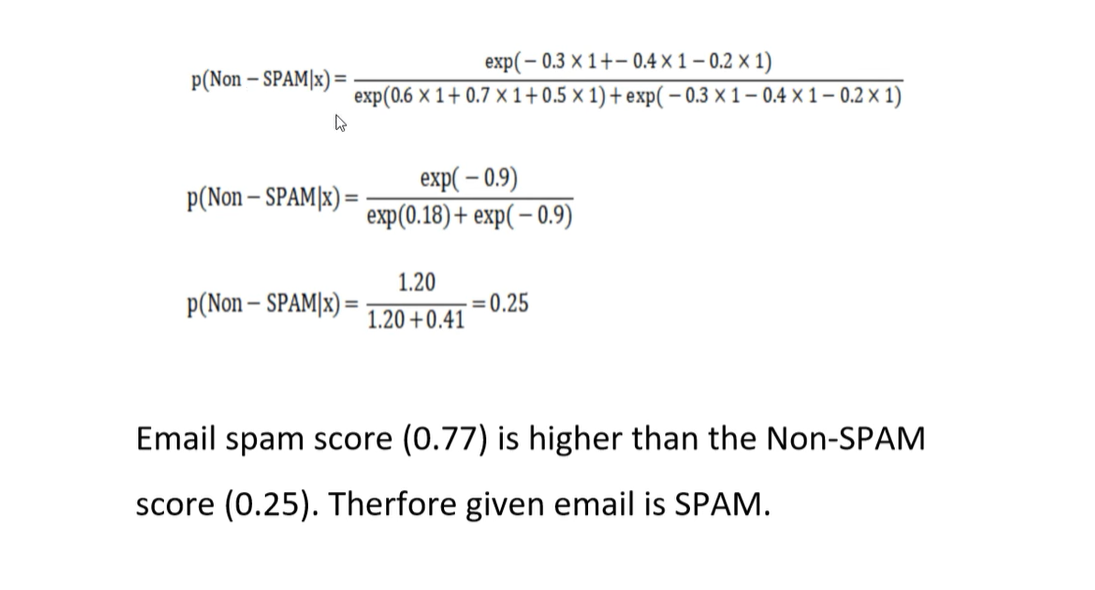 p(Non – SPAM|x) = exp( – 0.3 × 1 + – 0.4 × 1 – 0.2 × 1) / exp(0.6 × 1 + 0.7 × 1 + 0.5 × 1) + exp( – 0.3 × 1 – 0.4 × 1 – 0.2 × 1)
p(Non – SPAM|x) = exp( – 0.9) / exp(0.18) + exp( – 0.9)
p(Non – SPAM|x) = 1.20 / 1.20 + 0.41 = 0.25
Email spam score (0.77) is higher than the Non-SPAM
score (0.25). Therfore given email is SPAM.